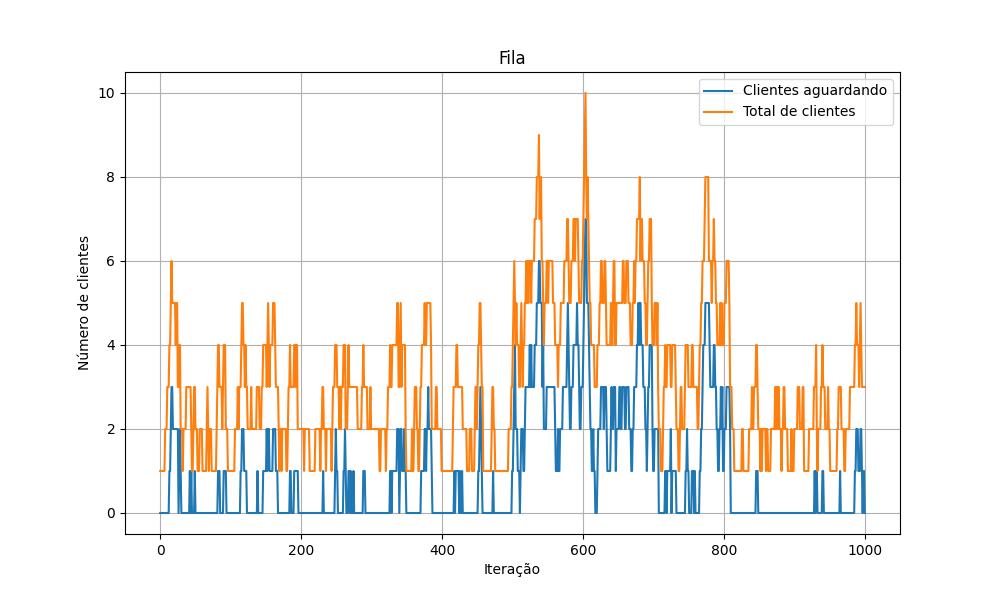 Fila
Clientes aguardando
Total de clientes
Número de clientes
10
8
6
4
2
0
0 200 400 600 800 1000
Iteração